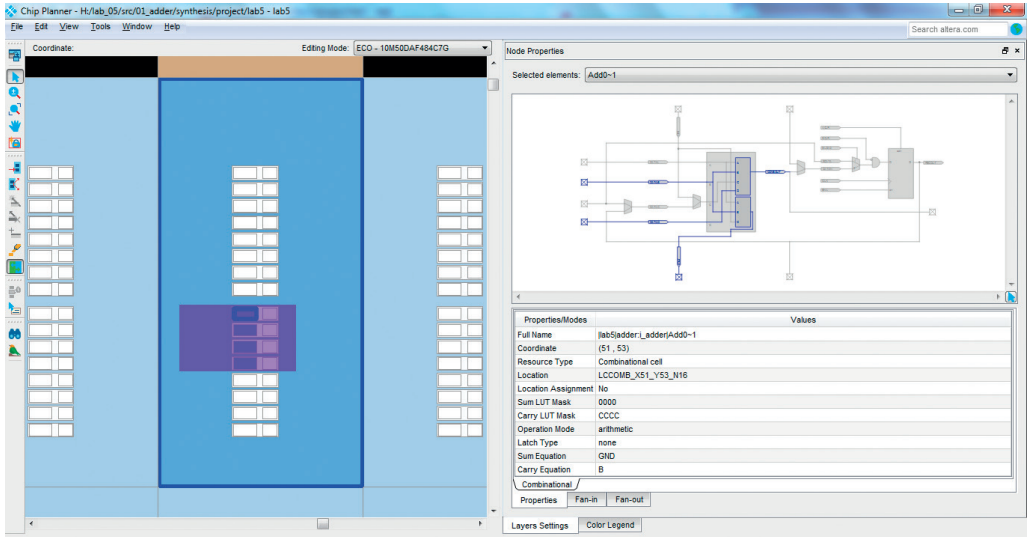 Chip Planner - H:/lab_05/src/01_adder/synthesis/project/lab5 - lab5
File Edit View Tools Window Help
Search altera.com
Coordinate: Editing Mode: ECO - 10M50DAF484C7G
Node Properties
Selected elements: Add0~1
Properties/Modes Values
Full Name |lab5|adder:i_adder|Add0~1
Coordinate (51 , 53)
Resource Type Combinational cell
Location LCCOMB_X51_Y53_N16
Location Assignment No
Sum LUT Mask 0000
Carry LUT Mask CCCC
Operation Mode arithmetic
Latch Type none
Sum Equation GND
Carry Equation B
Combinational
Properties Fan-in Fan-out
Layers Settings Color Legend